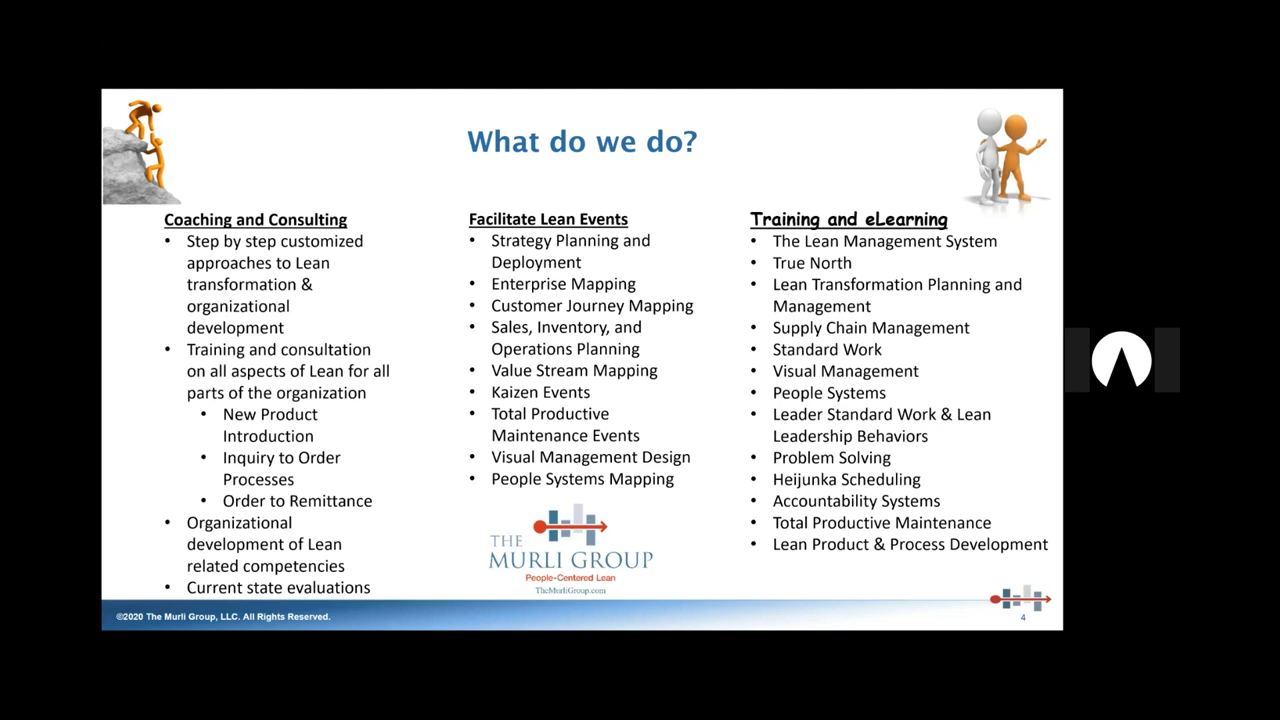 What do we do?
Coaching and Consulting
• Step by step customized
approaches to Lean
transformation &
organizational
development
• Training and consultation
on all aspects of Lean for all
parts of the organization
• New Product
Introduction
• Inquiry to Order
Processes
• Order to Remittance
• Organizational
development of Lean
related competencies
• Current state evaluations
Facilitate Lean Events
• Strategy Planning and
Deployment
• Enterprise Mapping
• Customer Journey Mapping
• Sales, Inventory, and
Operations Planning
• Value Stream Mapping
• Kaizen Events
• Total Productive
Maintenance Events
• Visual Management Design
• People Systems Mapping
THE
MURLI GROUP
People-Centered Lean
TheMurliGroup.com
Training and eLearning
• The Lean Management System
• True North
• Lean Transformation Planning and
Management
• Supply Chain Management
• Standard Work
• Visual Management
• People Systems
• Leader Standard Work & Lean
Leadership Behaviors
• Problem Solving
• Heijunka Scheduling
• Accountability Systems
• Total Productive Maintenance
• Lean Product & Process Development
©2020 The Murli Group, LLC. All Rights Reserved.
4